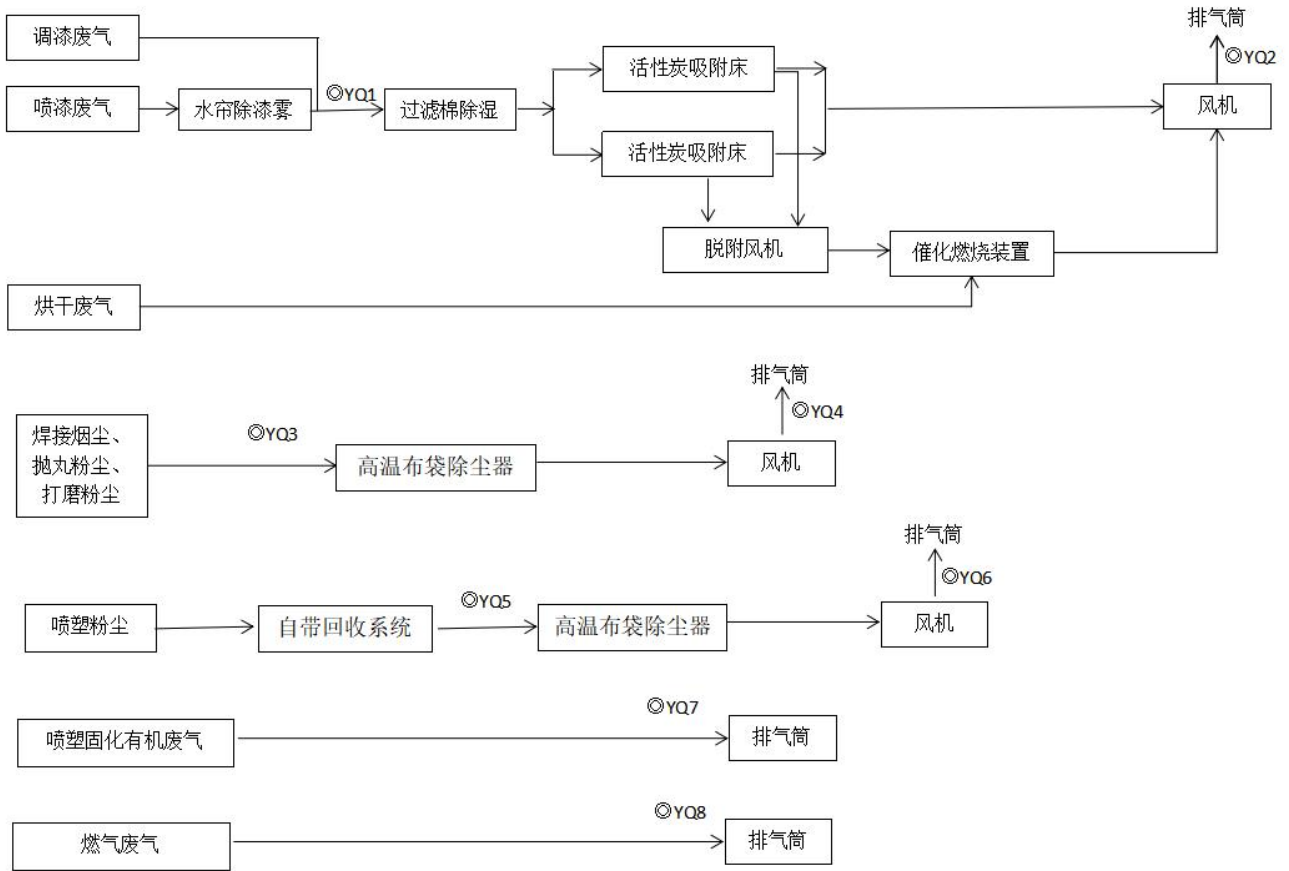 排气筒
调漆废气
◎YQ2
活性炭吸附床
◎YQ1
喷漆废气
水帘除漆雾
过滤棉除湿
风机
活性炭吸附床
脱附风机
催化燃烧装置
烘干废气
排气筒
◎YQ4
焊接烟尘、
抛丸粉尘、
打磨粉尘
◎YQ3
高温布袋除尘器
风机
排气筒
◎YQ6
喷塑粉尘
自带回收系统
◎YQ5
高温布袋除尘器
风机
◎YQ7
喷塑固化有机废气
排气筒
◎YQ8
燃气废气
排气筒